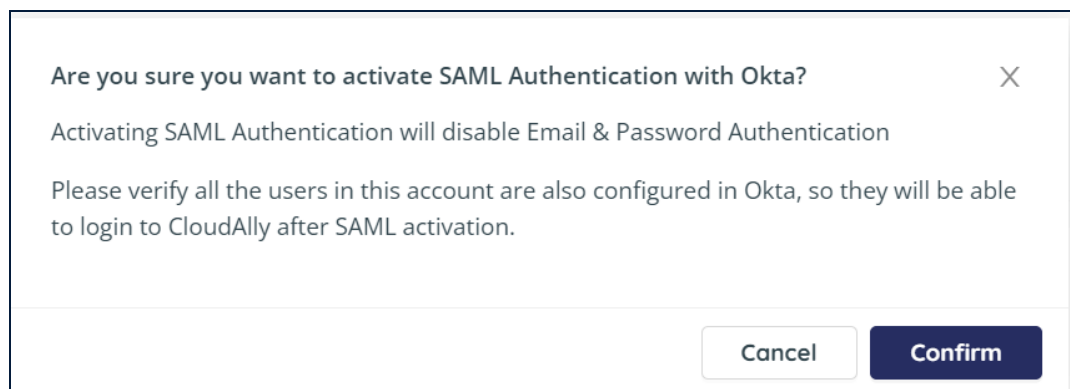 Are you sure you want to activate SAML Authentication with Okta? X
Activating SAML Authentication will disable Email & Password Authentication
Please verify all the users in this account are also configured in Okta, so they will be able
to login to CloudAlly after SAML activation.
Cancel Confirm